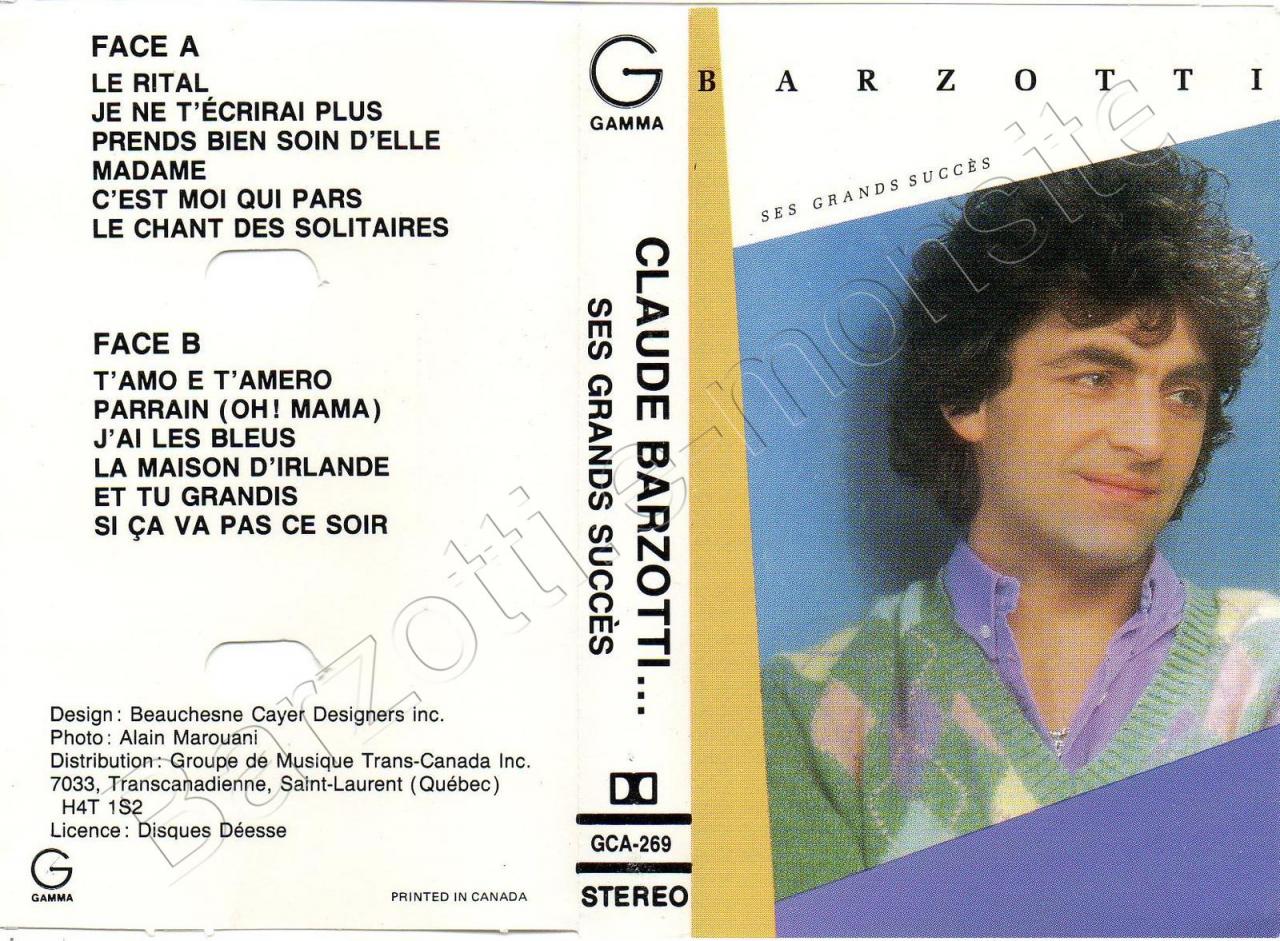 FACE A
LE RITAL
JE NE T'ÉCRIRAI PLUS
PRENDS BIEN SOIN D'ELLE
MADAME
C'EST MOI QUI PARS
LE CHANT DES SOLITAIRES
FACE B
T'AMO E T'AMERO
PARRAIN (OH! MAMA)
J'AI LES BLEUS
LA MAISON D'IRLANDE
ET TU GRANDIS
SI ÇA VA PAS CE SOIR
Design : Beauchesne Cayer Designers inc.
Photo : Alain Marouani
Distribution : Groupe de Musique Trans-Canada Inc.
7033, Transcanadienne, Saint-Laurent (Québec)
H4T 1S2
Licence : Disques Déesse
GAMMA
PRINTED IN CANADA
GAMMA
CLAUDE BARZOTTI...
SES GRANDS SUCCÈS
GCA-269
STEREO
BARZOTTI
SES GRANDS SUCCÈS
Barzotti.e-monsite